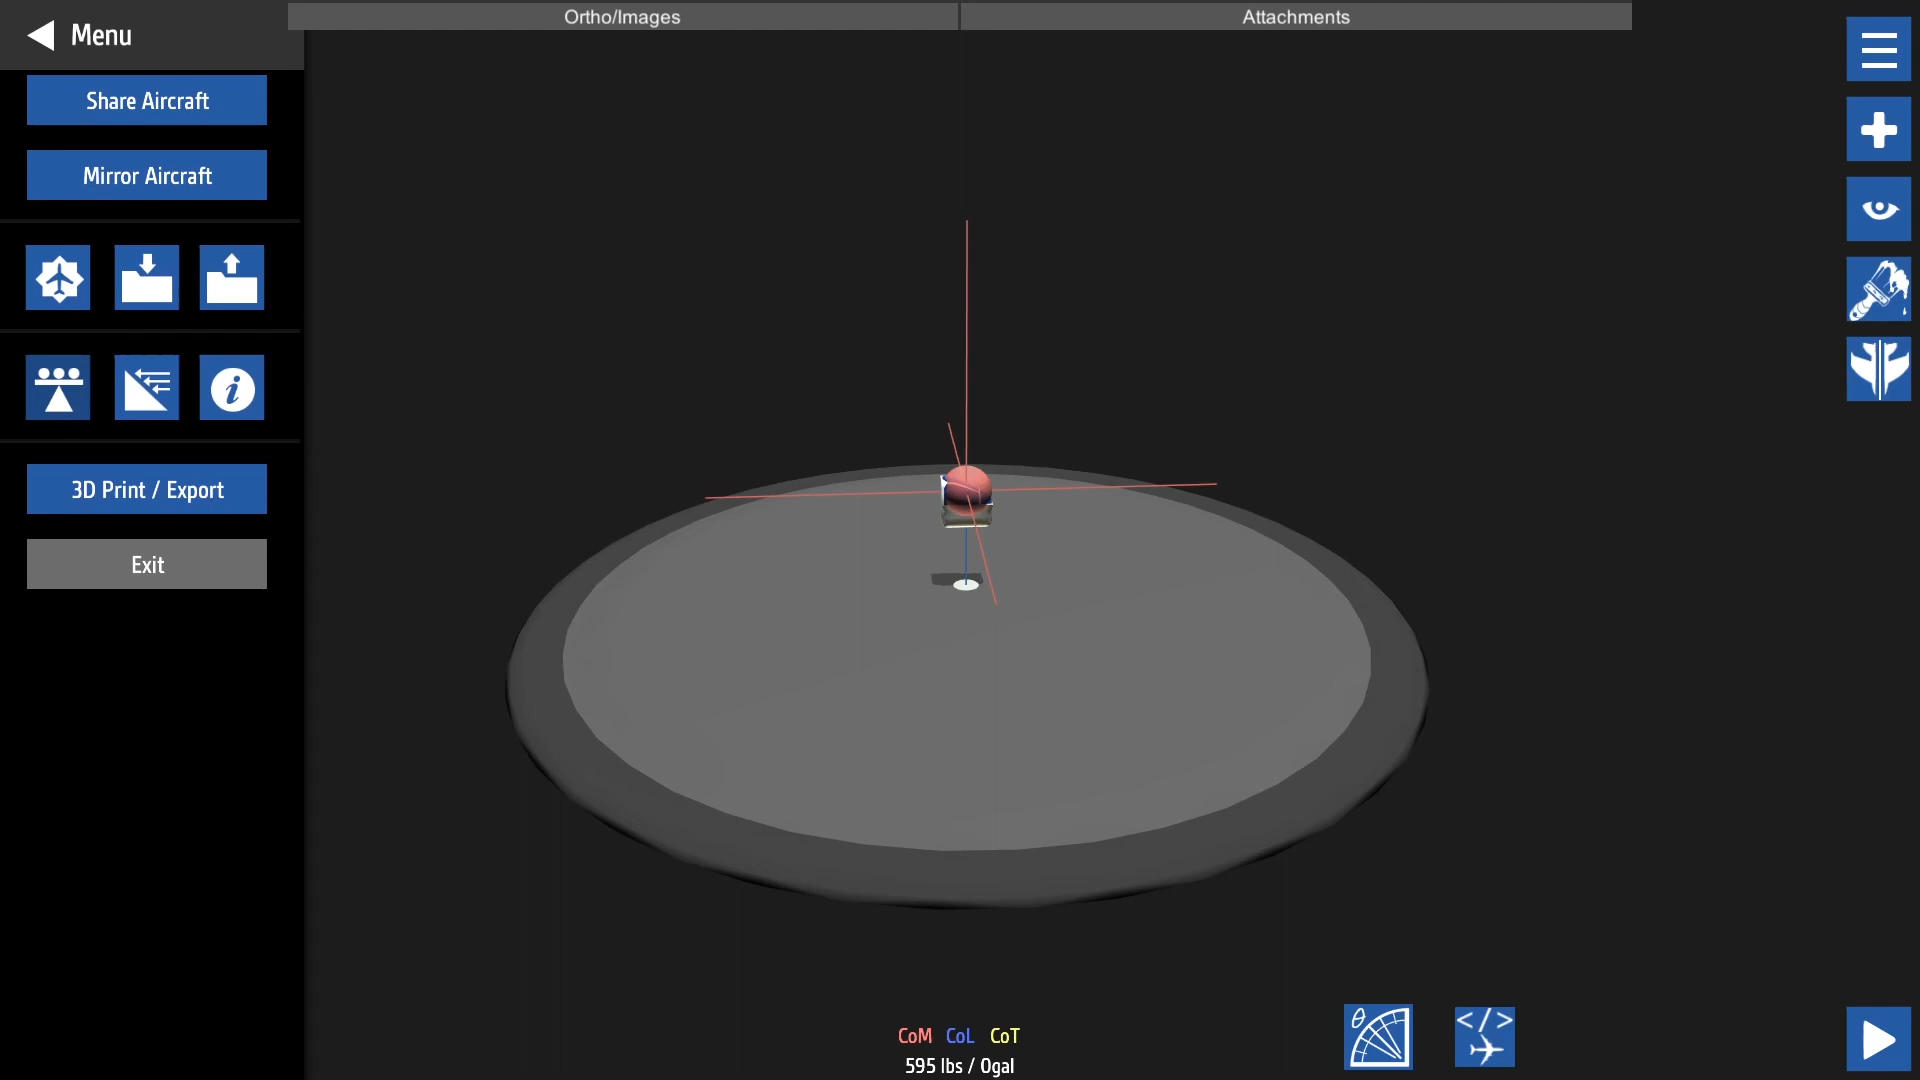 Menu
Ortho/Images
Attachments
Share Aircraft
Mirror Aircraft
3D Print / Export
Exit
CoM CoL CoT
595 lbs / 0gal